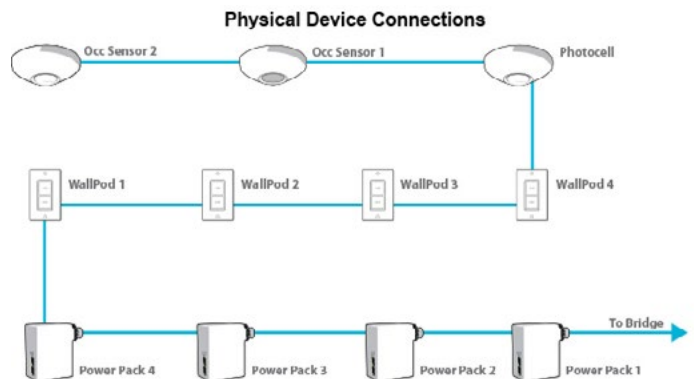 Physical Device Connections
Occ Sensor 2
Occ Sensor 1
Photocell
WallPod 1
WallPod 2
WallPod 3
WallPod 4
To Bridge
Power Pack 4
Power Pack 3
Power Pack 2
Power Pack 1